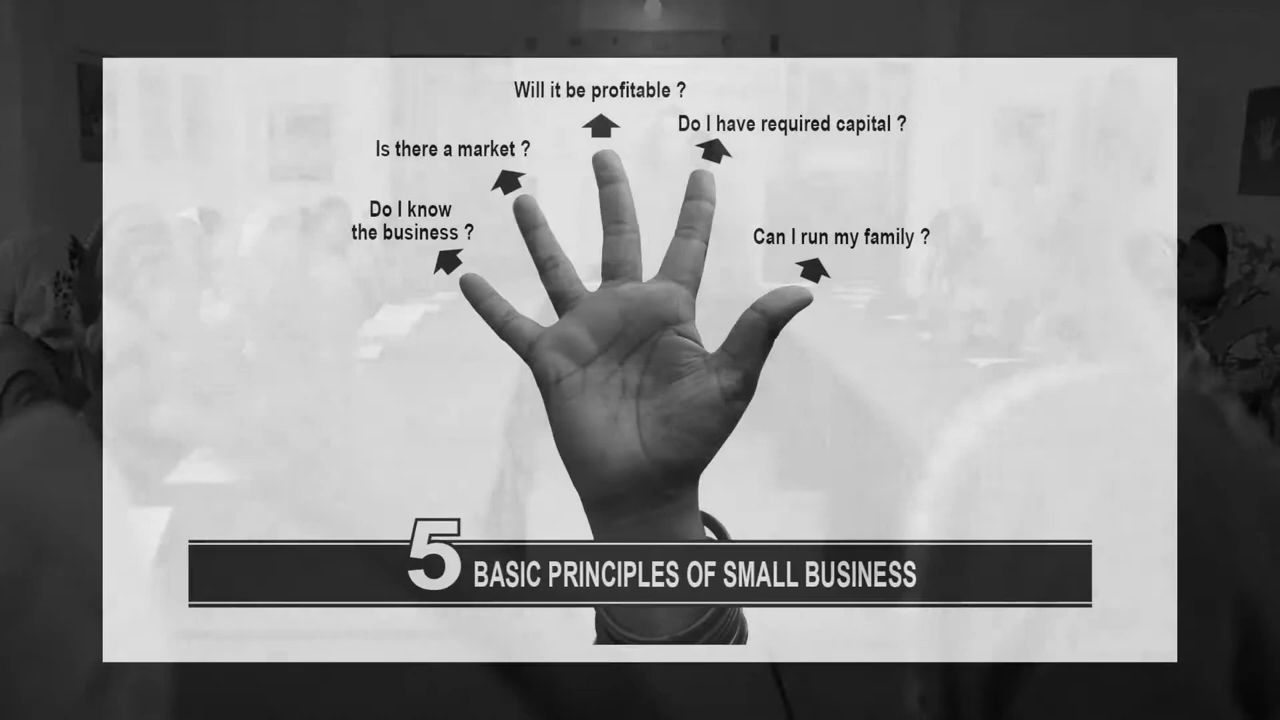 Will it be profitable ?
Do I have required capital ?
Is there a market ?
Do I know
the business ?
Can I run my family ?
5 BASIC PRINCIPLES OF SMALL BUSINESS